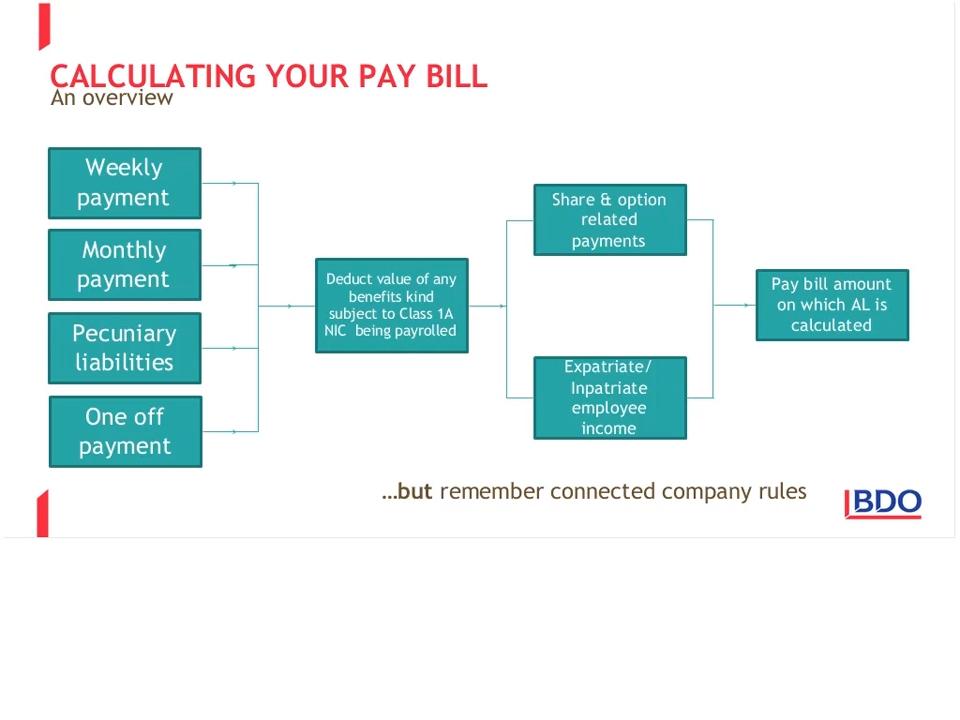 CALCULATING YOUR PAY BILL
An overview
Weekly
payment
Monthly
payment
Pecuniary
liabilities
One off
payment
Deduct value of any
benefits kind
subject to Class 1A
NIC being payrolled
Share & option
related
payments
Expatriate/
Inpatriate
employee
income
Pay bill amount
on which AL is
calculated
…but remember connected company rules
BDO